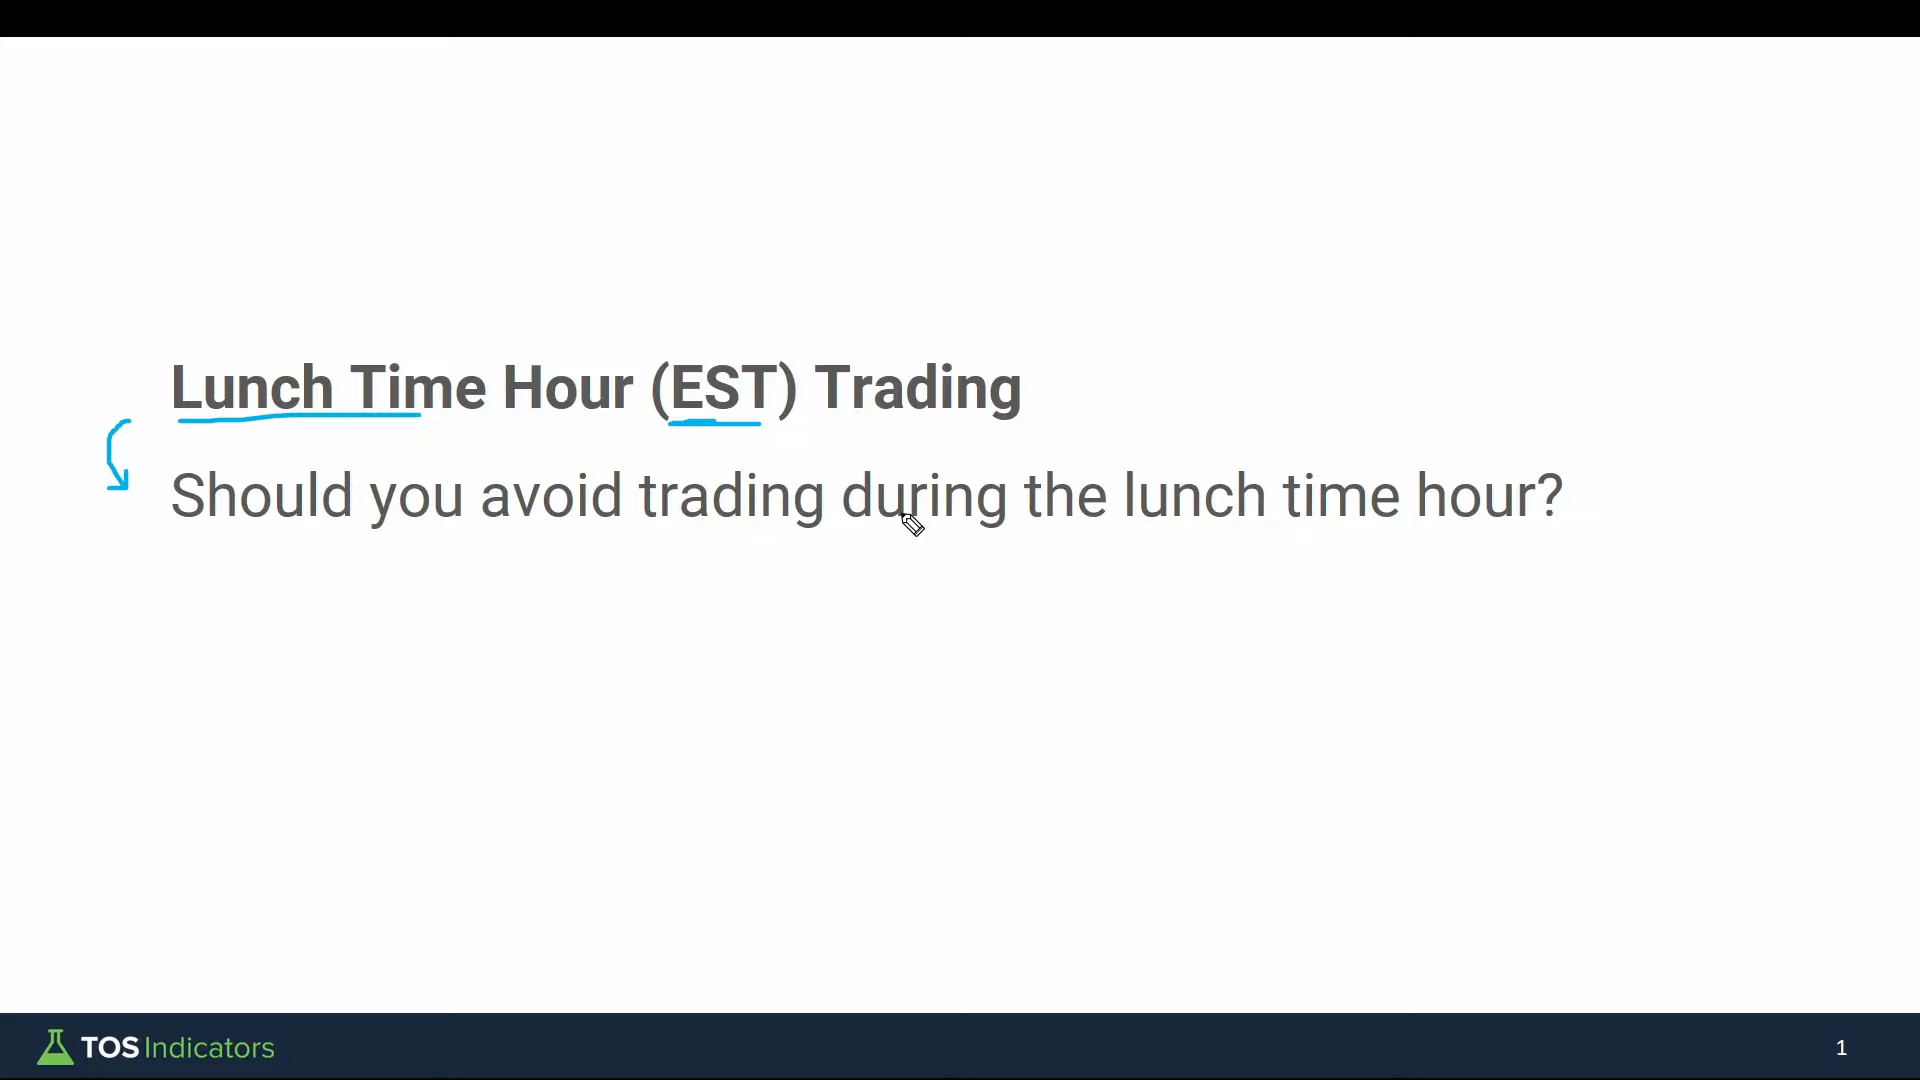 Lunch Time Hour (EST) Trading
Should you avoid trading during the lunch time hour?
TOS Indicators
1